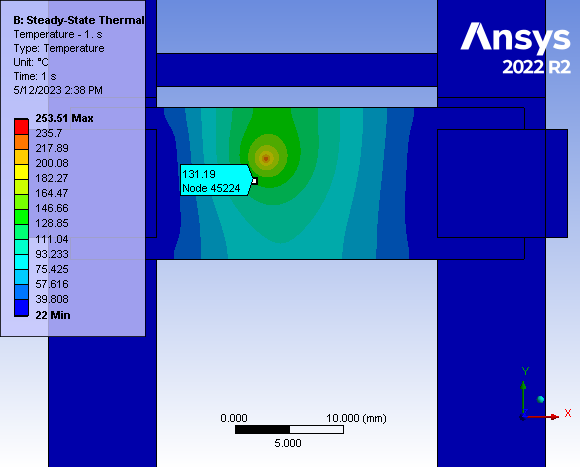 B: Steady-State Thermal
Temperature - 1. s
Type: Temperature
Unit: °C
Time: 1 s
5/12/2023 2:38 PM
253.51 Max
235.7
217.89
200.08
182.27
164.47
146.66
128.85
111.04
93.233
75.425
57.616
39.808
22 Min
Ansys
2022 R2
131.19
Node 45224
0.000
10.000 (mm)
5.000
Y
X